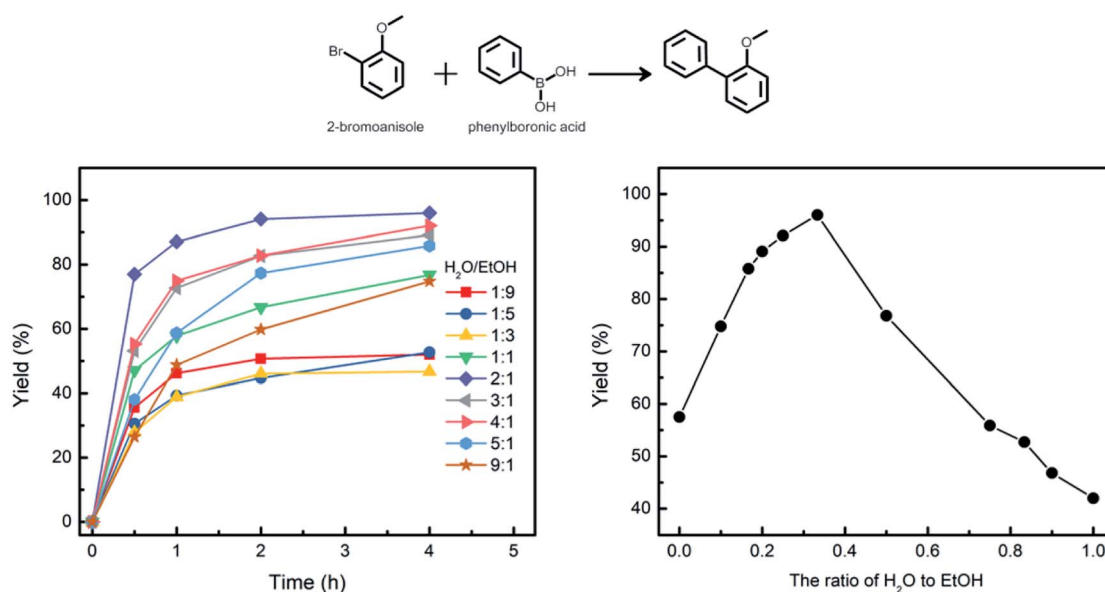 O
Br
+
B
OH
OH
O
2-bromoanisole
phenylboronic acid
100
80
60
40
20
0
Yield (%)
0
1
2
3
4
5
Time (h)
H₂O/EtOH
1:9
1:5
1:3
1:1
2:1
3:1
4:1
5:1
9:1
100
90
80
70
60
50
40
Yield (%)
0.0
0.2
0.4
0.6
0.8
1.0
The ratio of H₂O to EtOH